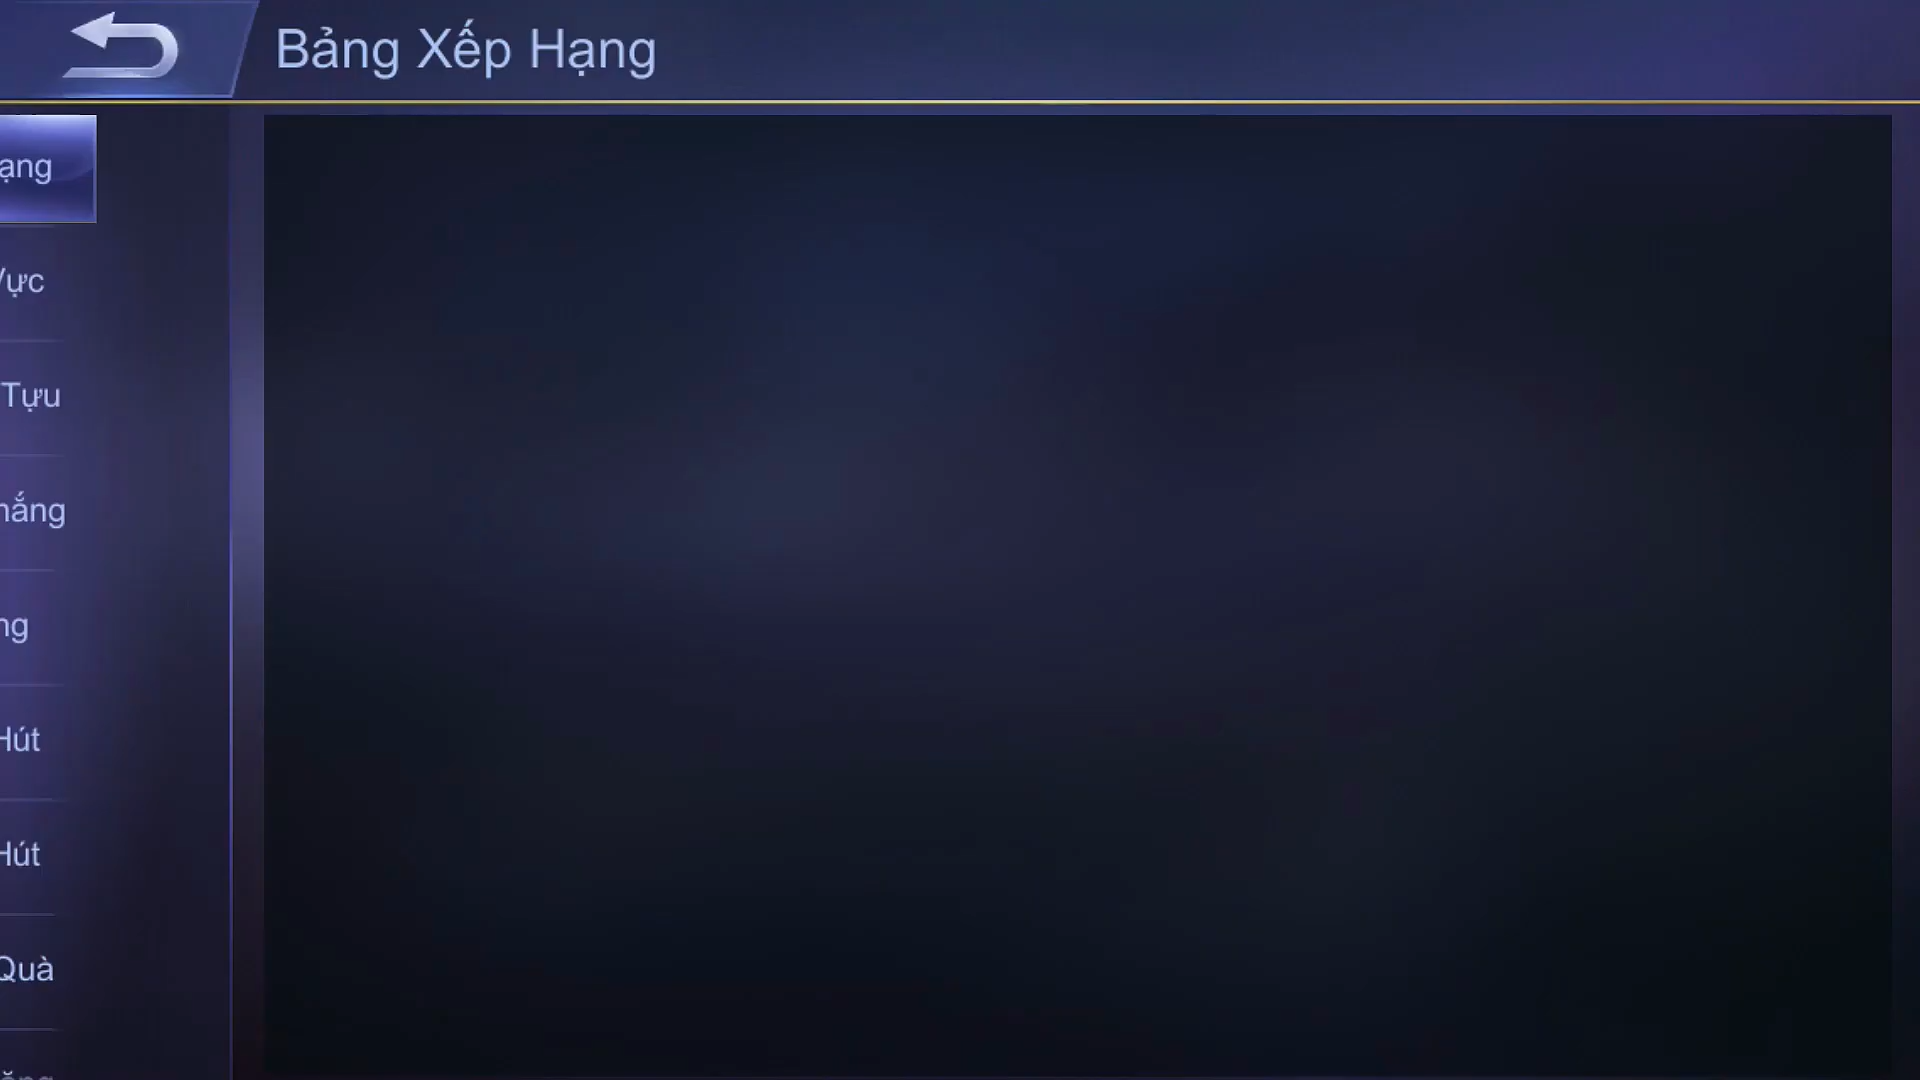 Bảng Xếp Hạng
ạng
Vực
Tựu
hắng
ng
Hút
Hút
Quà